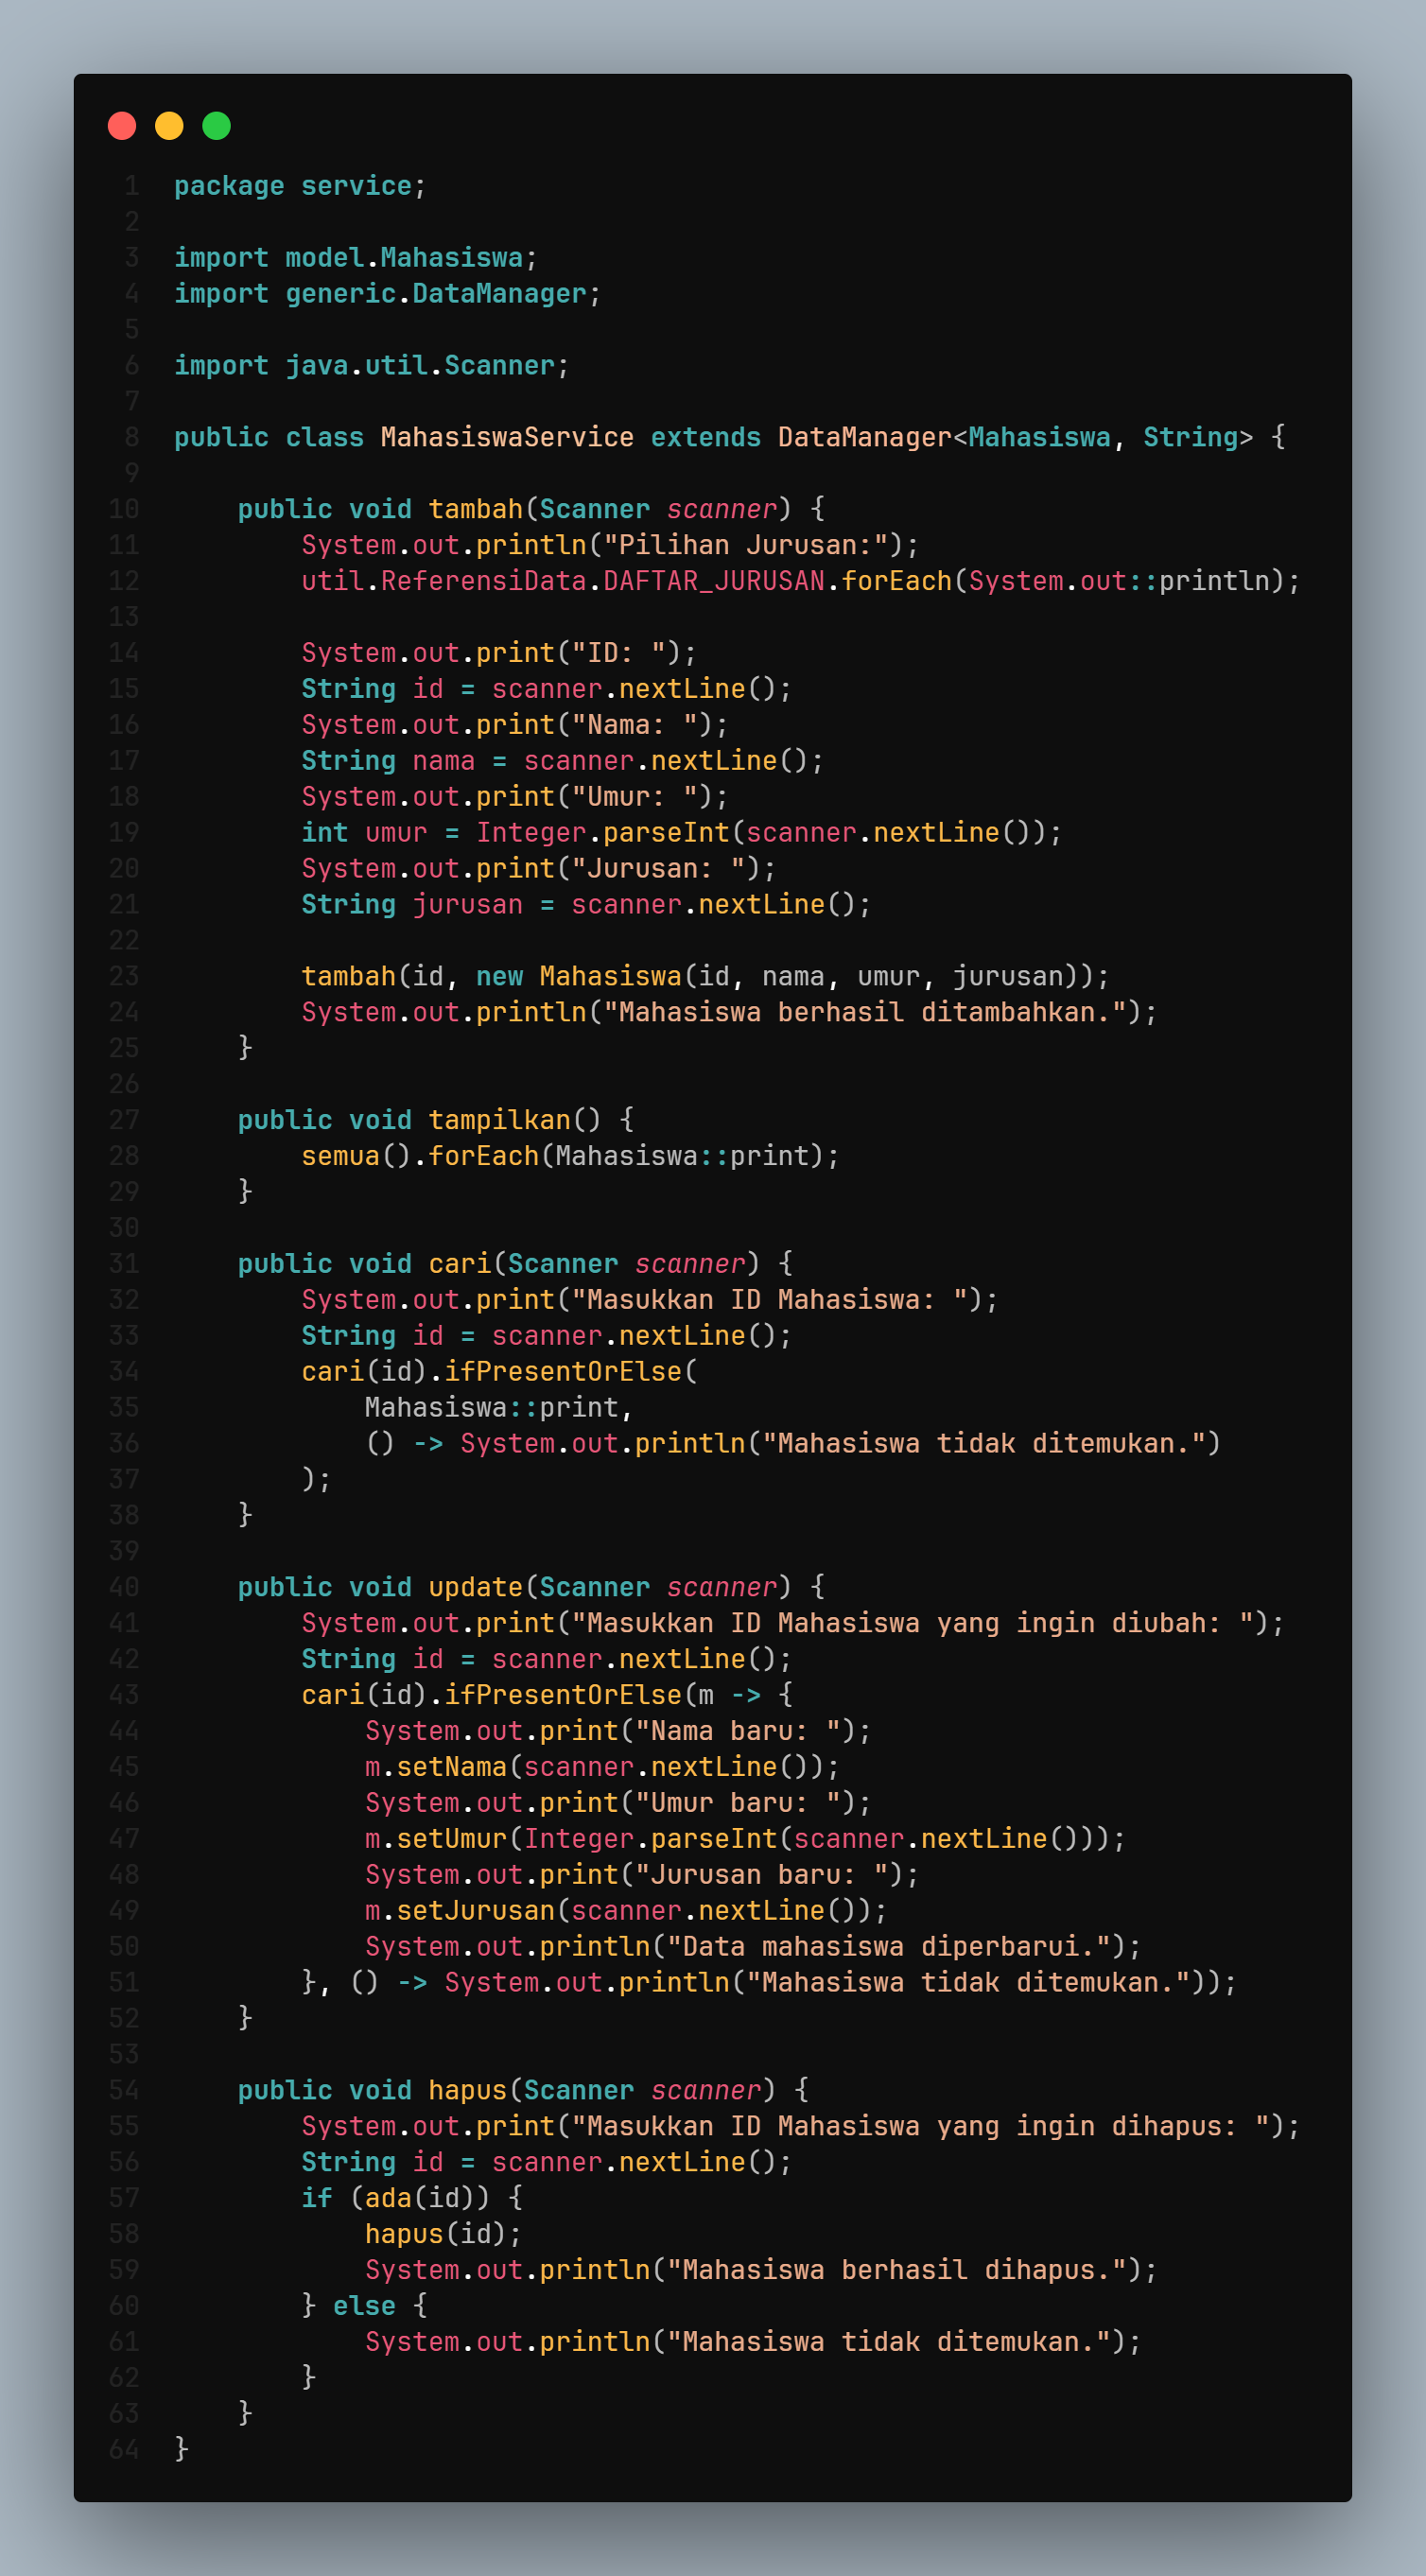 1 package service;
2
3 import model.Mahasiswa;
4 import generic.DataManager;
5
6 import java.util.Scanner;
7
8 public class MahasiswaService extends DataManager<Mahasiswa, String> {
9
10     public void tambah(Scanner scanner) {
11         System.out.println("Pilihan Jurusan:");
12         util.ReferensiData.DAFTAR_JURUSAN.forEach(System.out::println);
13
14         System.out.print("ID: ");
15         String id = scanner.nextLine();
16         System.out.print("Nama: ");
17         String nama = scanner.nextLine();
18         System.out.print("Umur: ");
19         int umur = Integer.parseInt(scanner.nextLine());
20         System.out.print("Jurusan: ");
21         String jurusan = scanner.nextLine();
22
23         tambah(id, new Mahasiswa(id, nama, umur, jurusan));
24         System.out.println("Mahasiswa berhasil ditambahkan.");
25     }
26
27     public void tampilkan() {
28         semua().forEach(Mahasiswa::print);
29     }
30
31     public void cari(Scanner scanner) {
32         System.out.print("Masukkan ID Mahasiswa: ");
33         String id = scanner.nextLine();
34         cari(id).ifPresentOrElse(
35             Mahasiswa::print,
36             () -> System.out.println("Mahasiswa tidak ditemukan.")
37         );
38     }
39
40     public void update(Scanner scanner) {
41         System.out.print("Masukkan ID Mahasiswa yang ingin diubah: ");
42         String id = scanner.nextLine();
43         cari(id).ifPresentOrElse(m -> {
44             System.out.print("Nama baru: ");
45             m.setNama(scanner.nextLine());
46             System.out.print("Umur baru: ");
47             m.setUmur(Integer.parseInt(scanner.nextLine()));
48             System.out.print("Jurusan baru: ");
49             m.setJurusan(scanner.nextLine());
50             System.out.println("Data mahasiswa diperbarui.");
51         }, () -> System.out.println("Mahasiswa tidak ditemukan."));
52     }
53
54     public void hapus(Scanner scanner) {
55         System.out.print("Masukkan ID Mahasiswa yang ingin dihapus: ");
56         String id = scanner.nextLine();
57         if (ada(id)) {
58             hapus(id);
59             System.out.println("Mahasiswa berhasil dihapus.");
60         } else {
61             System.out.println("Mahasiswa tidak ditemukan.");
62         }
63     }
64 }